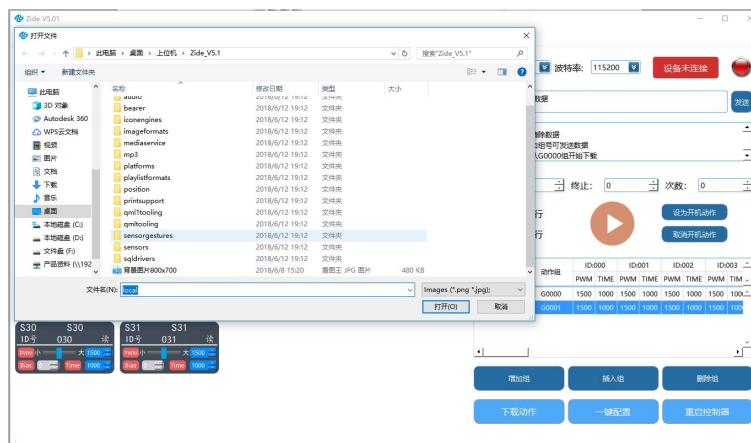 Zide V5.01
打开文件
此电脑 > 桌面 > 上位机 > Zide_V5.1
搜索"Zide_V5.1"
组织 新建文件夹
名称 修改日期 类型 大小
此电脑
3D 对象
Autodesk 360
WPS云文档
视频
图片
文档
下载
音乐
桌面
本地磁盘 (C:)
本地磁盘 (D:)
文件盘 (F:)
产品资料 (\\192
audio 2018/6/12 19:12 文件夹
bearer 2018/6/12 19:12 文件夹
iconengines 2018/6/12 19:12 文件夹
imageformats 2018/6/12 19:12 文件夹
mediaservice 2018/6/12 19:12 文件夹
mp3 2018/6/12 19:12 文件夹
platforms 2018/6/12 19:12 文件夹
playlistformats 2018/6/12 19:12 文件夹
position 2018/6/12 19:12 文件夹
printsupport 2018/6/12 19:12 文件夹
qml1tooling 2018/6/12 19:12 文件夹
qmltooling 2018/6/12 19:12 文件夹
sensorgestures 2018/6/12 19:12 文件夹
sensors 2018/6/12 19:12 文件夹
sqldrivers 2018/6/12 19:12 文件夹
背景图片800x700 2018/6/8 15:20 看图王 JPG 图片 480 KB
文件名(N): local
Images (*.png *.jpg);
打开(O) 取消
波特率: 115200 设备未连接
数据
发送
除数据
组号可发送数据
从G0000组开始下载
终止: 0 次数: 0
行 设为开机动作
行 取消开机动作
动作组 ID:000 ID:001 ID:002 ID:003
PWM TIME PWM TIME PWM TIME PWM TIM
G0000 1500 1000 1500 1000 1500 1000 1500 100
G0001 1500 1000 1500 1000 1500 1000 1500 100
S30 S30
ID号 030 读
PWM 小 大 1500
Bias Time 1000
S31 S31
ID号 031 读
PWM 小 大 1500
Bias Time 1000
增加组 插入组 删除组
下载动作 一键配置 重启控制器